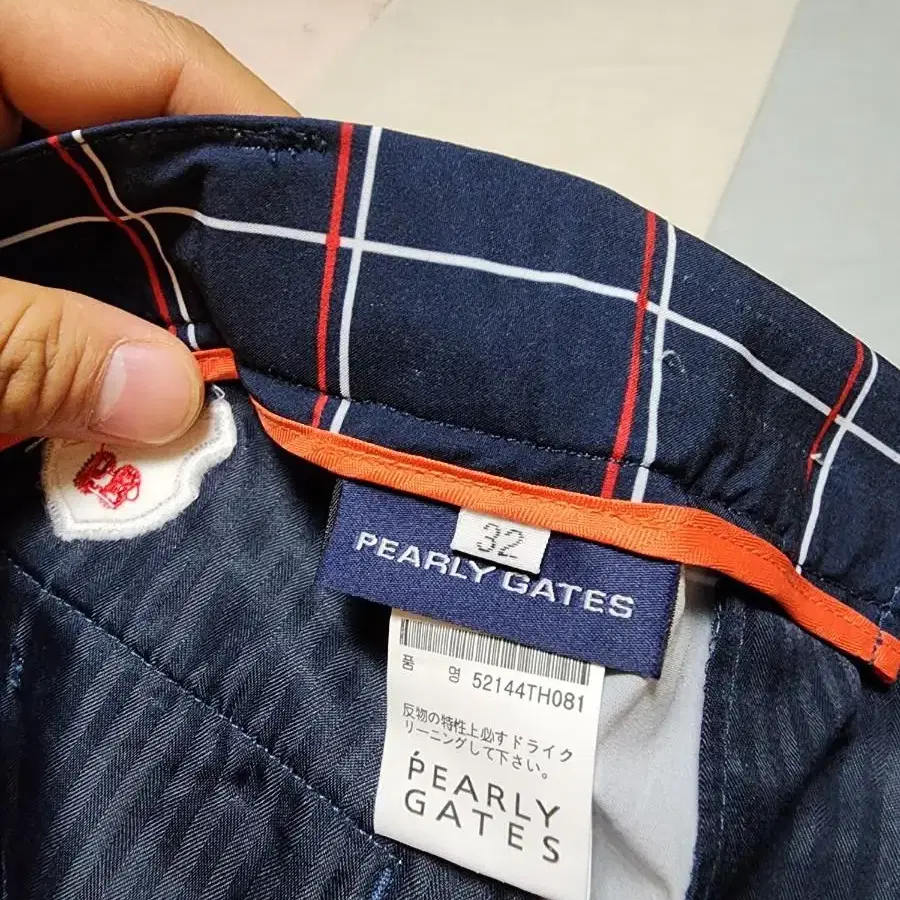 32
PEARLY GATES
품 명 52144TH081
反物の特性上必ずドライク
リーニングして下さい。
PEARLY
GATES